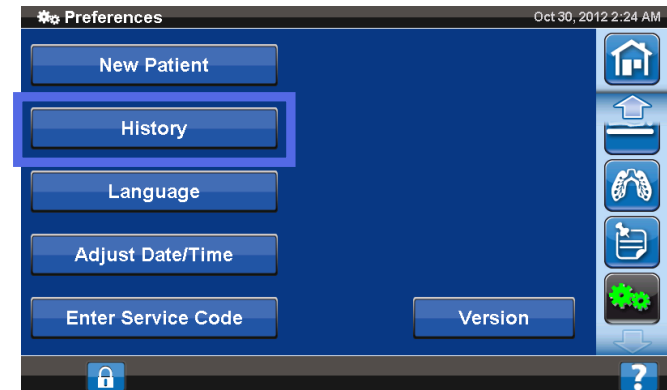 Preferences
Oct 30, 2012 2:24 AM
New Patient
History
Language
Adjust Date/Time
Enter Service Code
Version
?